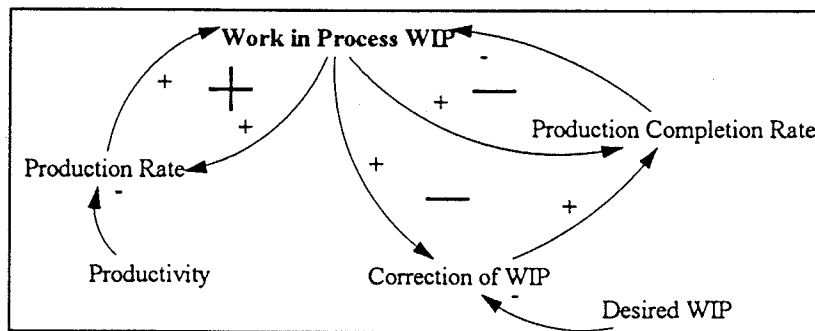 Work in Process WIP
-
+
+
—
+
+
Production Completion Rate
Production Rate
-
+
—
+
Productivity
Correction of WIP
-
Desired WIP